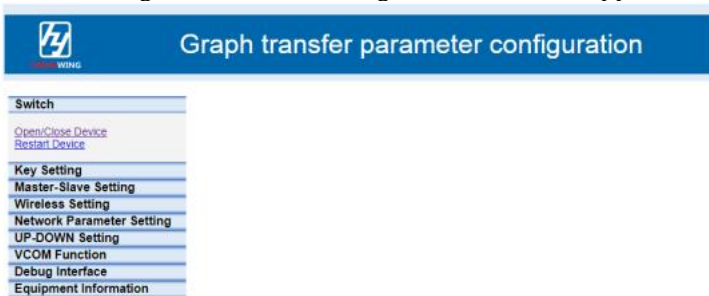 WING
Graph transfer parameter configuration
Switch
Open/Close Device
Restart Device
Key Setting
Master-Slave Setting
Wireless Setting
Network Parameter Setting
UP-DOWN Setting
VCOM Function
Debug Interface
Equipment Information